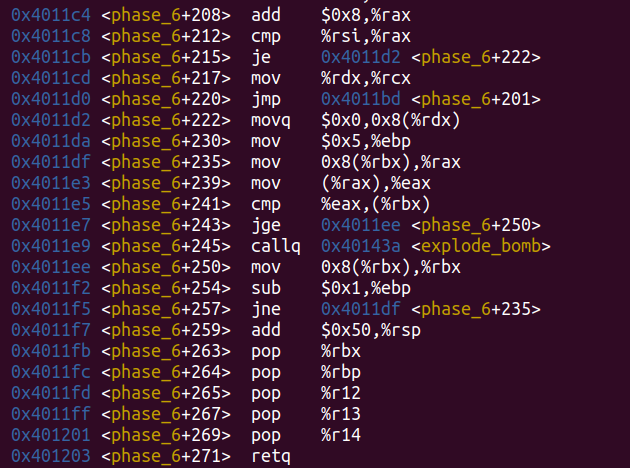 0x4011c4 <phase_6+208> add $0x8,%rax
0x4011c8 <phase_6+212> cmp %rsi,%rax
0x4011cb <phase_6+215> je 0x4011d2 <phase_6+222>
0x4011cd <phase_6+217> mov %rdx,%rcx
0x4011d0 <phase_6+220> jmp 0x4011bd <phase_6+201>
0x4011d2 <phase_6+222> movq $0x0,0x8(%rdx)
0x4011da <phase_6+230> mov $0x5,%ebp
0x4011df <phase_6+235> mov 0x8(%rbx),%rax
0x4011e3 <phase_6+239> mov (%rax),%eax
0x4011e5 <phase_6+241> cmp %eax,(%rbx)
0x4011e7 <phase_6+243> jge 0x4011ee <phase_6+250>
0x4011e9 <phase_6+245> callq 0x40143a <explode_bomb>
0x4011ee <phase_6+250> mov 0x8(%rbx),%rbx
0x4011f2 <phase_6+254> sub $0x1,%ebp
0x4011f5 <phase_6+257> jne 0x4011df <phase_6+235>
0x4011f7 <phase_6+259> add $0x50,%rsp
0x4011fb <phase_6+263> pop %rbx
0x4011fc <phase_6+264> pop %rbp
0x4011fd <phase_6+265> pop %r12
0x4011ff <phase_6+267> pop %r13
0x401201 <phase_6+269> pop %r14
0x401203 <phase_6+271> retq